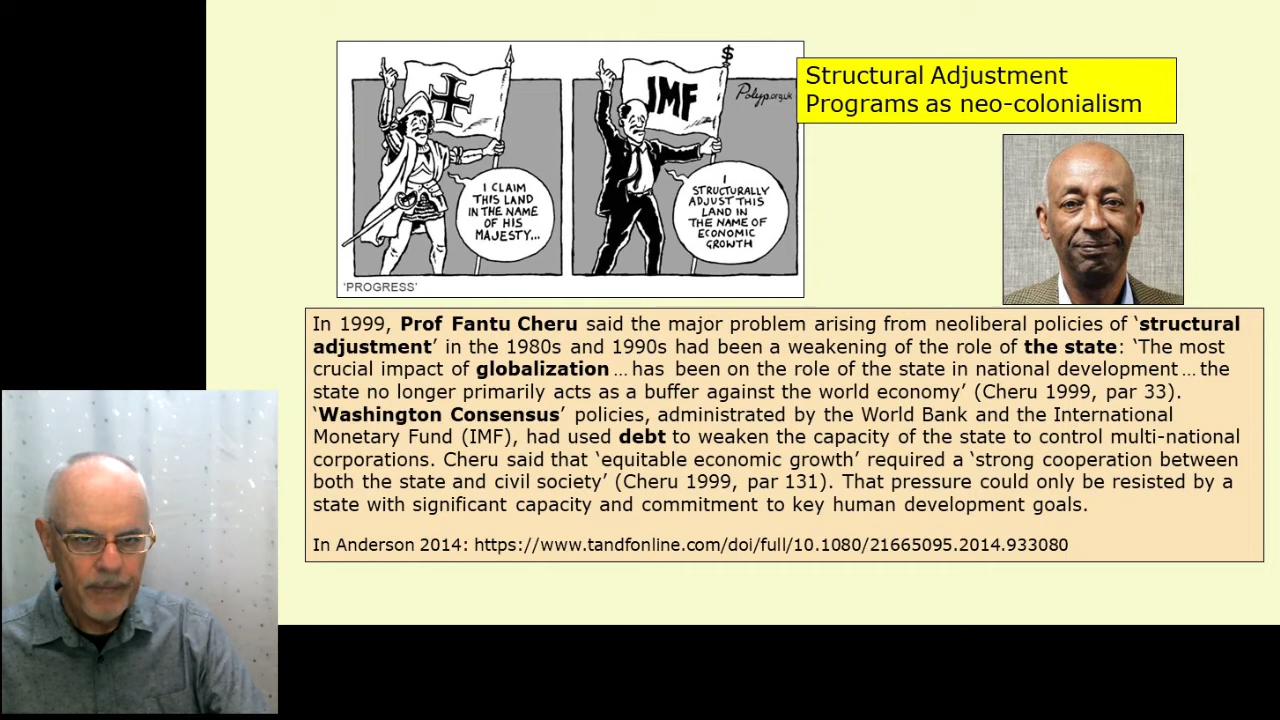 Structural Adjustment
Programs as neo-colonialism
IMF
$
Polyp.org.uk
I CLAIM
THIS LAND
IN THE NAME
OF HIS
MAJESTY...
I
STRUCTURALLY
ADJUST THIS
LAND IN
THE NAME OF
ECONOMIC
GROWTH
‘PROGRESS’
In 1999, Prof Fantu Cheru said the major problem arising from neoliberal policies of ‘structural
adjustment’ in the 1980s and 1990s had been a weakening of the role of the state: ‘The most
crucial impact of globalization … has been on the role of the state in national development … the
state no longer primarily acts as a buffer against the world economy’ (Cheru 1999, par 33).
‘Washington Consensus’ policies, administrated by the World Bank and the International
Monetary Fund (IMF), had used debt to weaken the capacity of the state to control multi-national
corporations. Cheru said that ‘equitable economic growth’ required a ‘strong cooperation between
both the state and civil society’ (Cheru 1999, par 131). That pressure could only be resisted by a
state with significant capacity and commitment to key human development goals.
In Anderson 2014: https://www.tandfonline.com/doi/full/10.1080/21665095.2014.933080